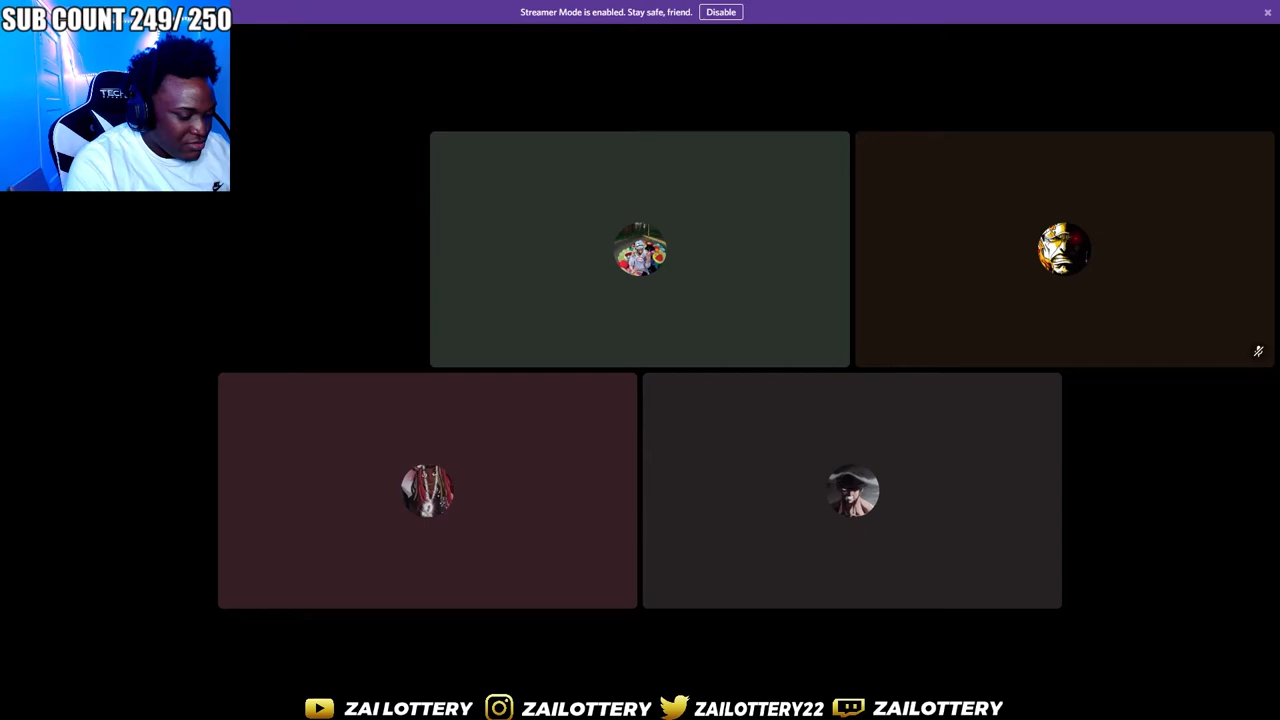 SUB COUNT 249/ 250
Streamer Mode is enabled. Stay safe, friend. Disable
ZAI LOTTERY ZAILOTTERY ZAILOTTERY22 ZAILOTTERY